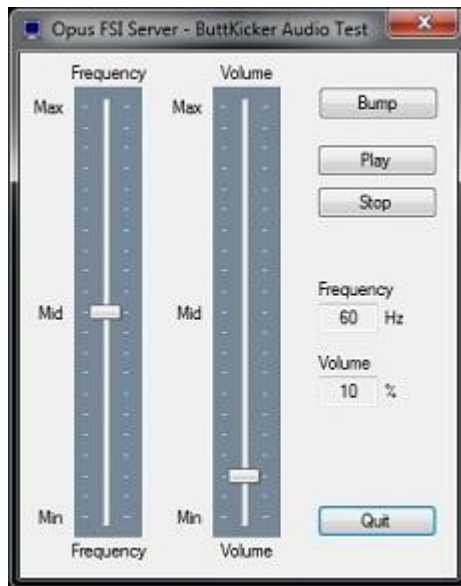 Opus FSI Server - ButtKicker Audio Test
Frequency Volume
Max Max Bump
Play
Stop
Frequency
Mid Mid 60 Hz
Volume
10 %
Min Min Quit
Frequency Volume